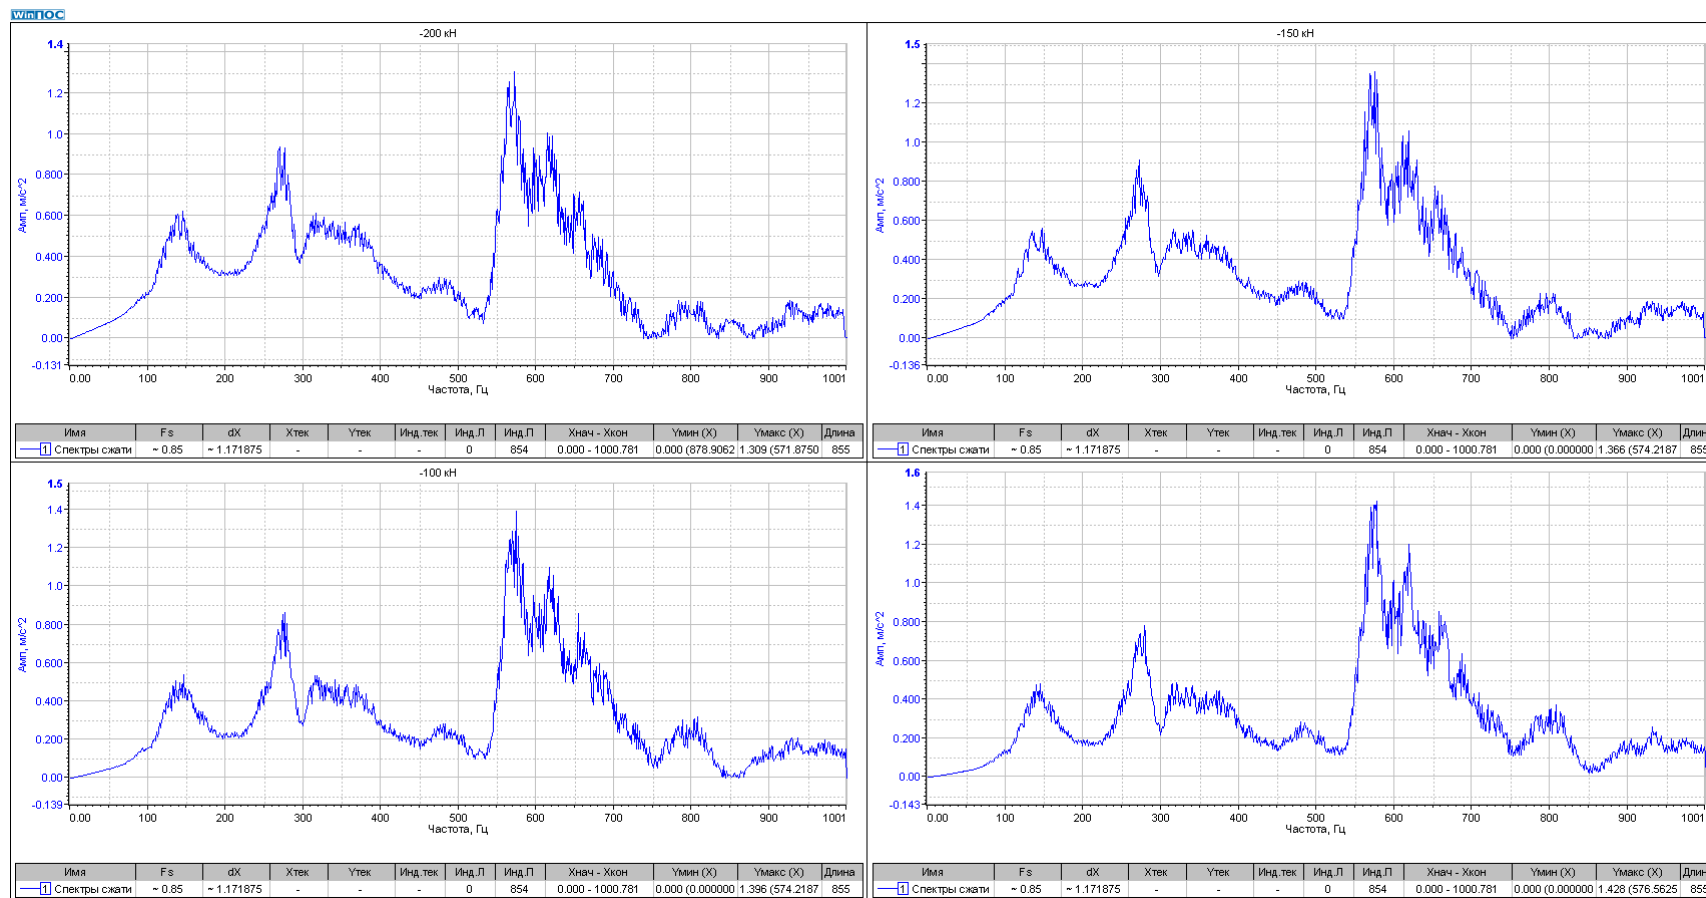 WinПОС
-200 кН
1.4
1.2
1.0
0.800
0.600
0.400
0.200
0.00
-0.131
Амп, м/с^2
0.00 100 200 300 400 500 600 700 800 900 1001
Частота, Гц
Имя Fs dX Xтек Yтек Инд.тек Инд.Л Инд.П Xнач - Xкон Yмин (X) Yмакс (X) Длина
1 Спектры сжати ~ 0.85 ~ 1.171875 - - - 0 854 0.000 - 1000.781 0.000 (878.9062 1.309 (571.8750 855
-150 кН
1.5
1.2
1.0
0.800
0.600
0.400
0.200
0.00
-0.136
Амп, м/с^2
0.00 100 200 300 400 500 600 700 800 900 1001
Частота, Гц
Имя Fs dX Xтек Yтек Инд.тек Инд.Л Инд.П Xнач - Xкон Yмин (X) Yмакс (X) Длин
1 Спектры сжати ~ 0.85 ~ 1.171875 - - - 0 854 0.000 - 1000.781 0.000 (0.000000 1.366 (574.2187 855
-100 кН
1.5
1.4
1.2
1.0
0.800
0.600
0.400
0.200
0.00
-0.139
Амп, м/с^2
0.00 100 200 300 400 500 600 700 800 900 1001
Частота, Гц
Имя Fs dX Xтек Yтек Инд.тек Инд.Л Инд.П Xнач - Xкон Yмин (X) Yмакс (X) Длина
1 Спектры сжати ~ 0.85 ~ 1.171875 - - - 0 854 0.000 - 1000.781 0.000 (0.000000 1.396 (574.2187 855
1.6
1.4
1.2
1.0
0.800
0.600
0.400
0.200
0.00
-0.143
Амп, м/с^2
0.00 100 200 300 400 500 600 700 800 900 1001
Частота, Гц
Имя Fs dX Xтек Yтек Инд.тек Инд.Л Инд.П Xнач - Xкон Yмин (X) Yмакс (X) Длин
1 Спектры сжати ~ 0.85 ~ 1.171875 - - - 0 854 0.000 - 1000.781 0.000 (0.000000 1.428 (576.5625 855